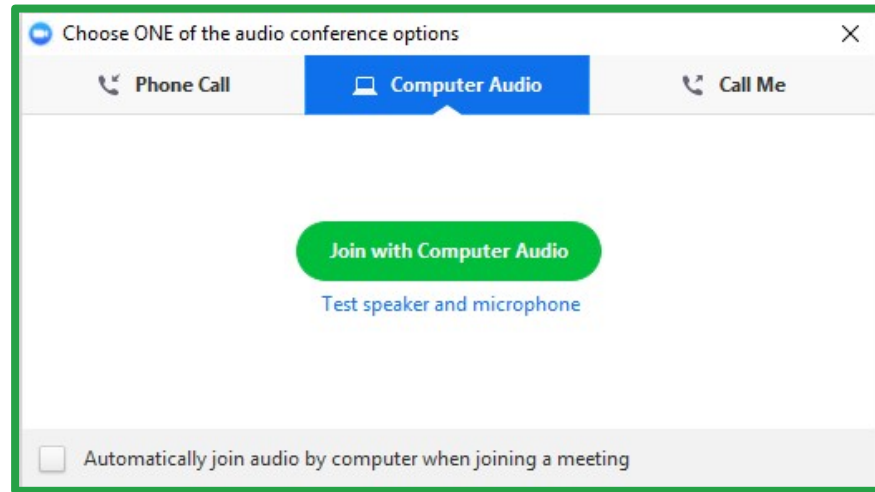 Choose ONE of the audio conference options
Phone Call
Computer Audio
Call Me
Join with Computer Audio
Test speaker and microphone
Automatically join audio by computer when joining a meeting